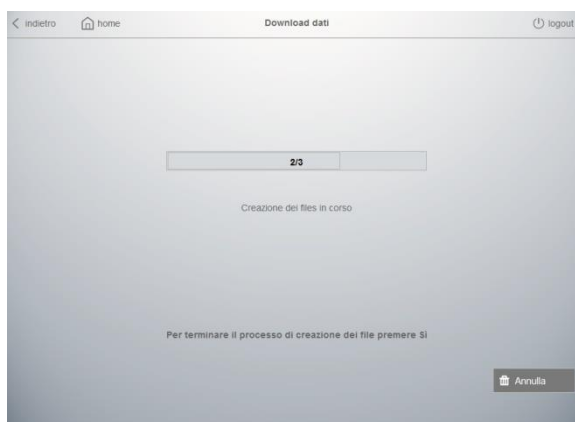 indietro home Download dati logout
2/3
Creazione dei files in corso
Per terminare il processo di creazione dei file premere Sì
Annulla